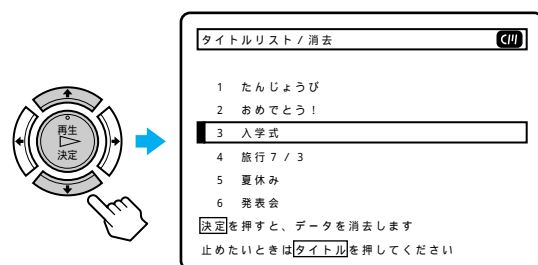 タイトルリスト/消去
1 たんじょうび
2 おめでとう!
3 入学式
4 旅行7/3
5 夏休み
6 発表会
決定を押すと、データを消去します
止めたいときはタイトルを押してください
再生
決定